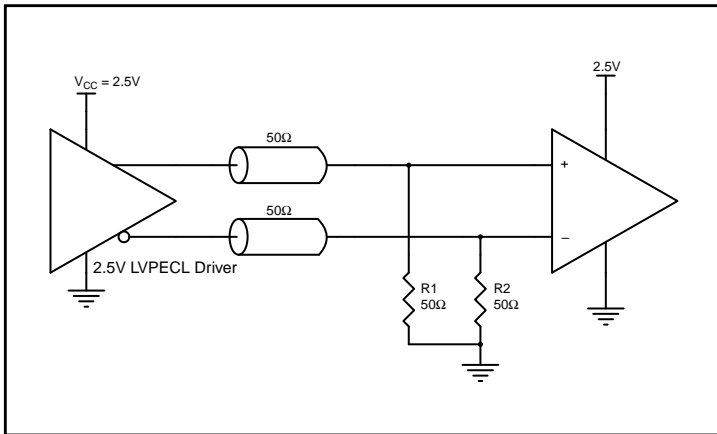 V_CC = 2.5V
2.5V
50Ω
50Ω
+
−
2.5V LVPECL Driver
R1
50Ω
R2
50Ω